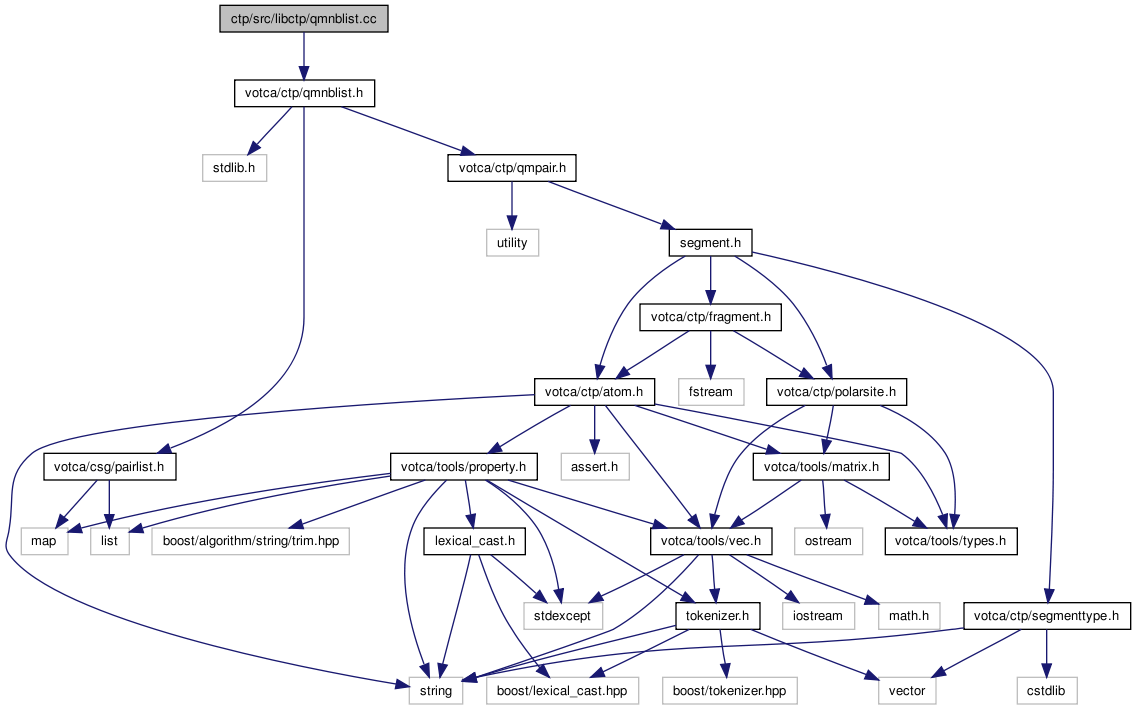 ctp/src/libctp/qmnblist.cc
votca/ctp/qmnblist.h
stdlib.h
votca/ctp/qmpair.h
utility
segment.h
votca/ctp/fragment.h
votca/ctp/atom.h
fstream
votca/ctp/polarsite.h
votca/csg/pairlist.h
votca/tools/property.h
assert.h
votca/tools/matrix.h
map
list
boost/algorithm/string/trim.hpp
lexical_cast.h
votca/tools/vec.h
ostream
votca/tools/types.h
stdexcept
tokenizer.h
iostream
math.h
votca/ctp/segmenttype.h
string
boost/lexical_cast.hpp
boost/tokenizer.hpp
vector
cstdlib